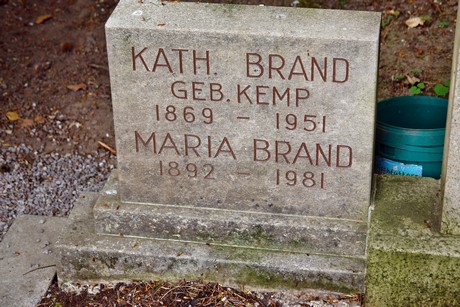 KATH. BRAND
GEB. KEMP
1869 - 1951
MARIA BRAND
1892 - 1981